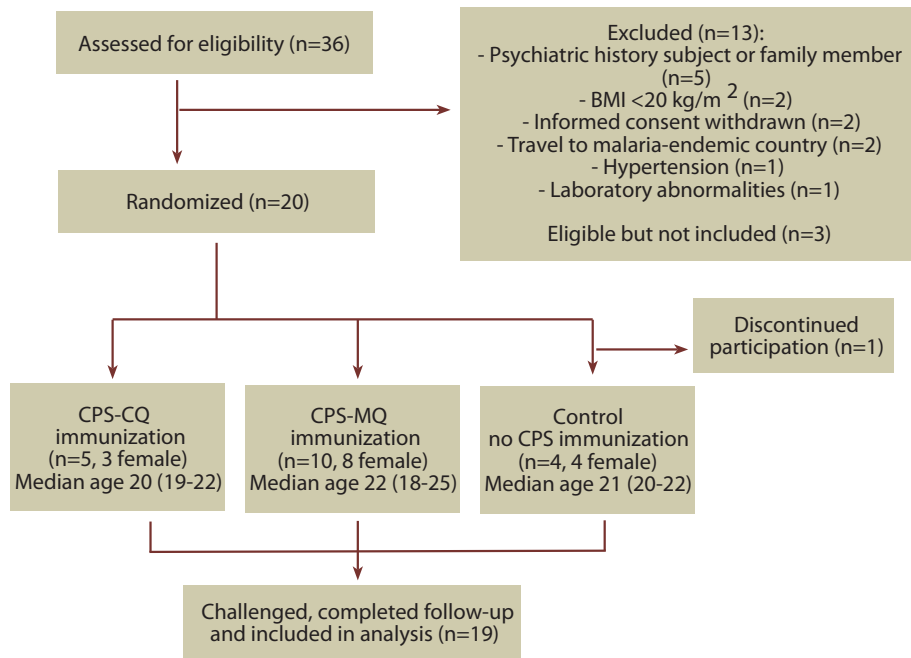 Assessed for eligibility (n=36)
Excluded (n=13):
- Psychiatric history subject or family member
(n=5)
- BMI <20 kg/m 2 (n=2)
- Informed consent withdrawn (n=2)
- Travel to malaria-endemic country (n=2)
- Hypertension (n=1)
- Laboratory abnormalities (n=1)
Eligible but not included (n=3)
Randomized (n=20)
Discontinued
participation (n=1)
CPS-CQ
immunization
(n=5, 3 female)
Median age 20 (19-22)
CPS-MQ
immunization
(n=10, 8 female)
Median age 22 (18-25)
Control
no CPS immunization
(n=4, 4 female)
Median age 21 (20-22)
Challenged, completed follow-up
and included in analysis (n=19)